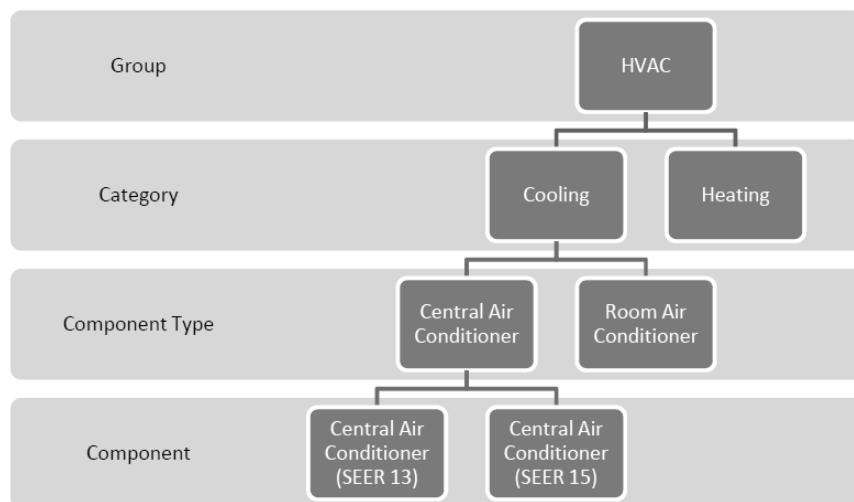 Group
HVAC
Category
Cooling
Heating
Component Type
Central Air
Conditioner
Room Air
Conditioner
Component
Central Air
Conditioner
(SEER 13)
Central Air
Conditioner
(SEER 15)